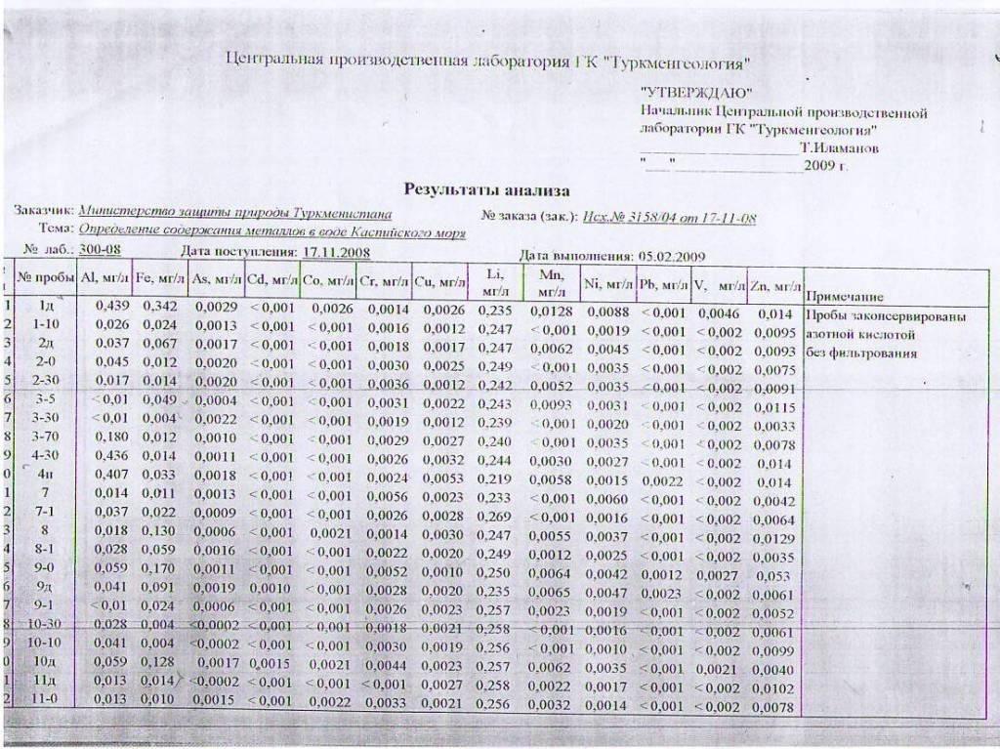 Центральная производственная лаборатория ГК "Туркменгеология"
"УТВЕРЖДАЮ"
Начальник Центральной производственной
лаборатории ГК "Туркменгеология"
____________________Т.Иламанов
"___"________________2009 г.
Результаты анализа
Заказчик: Министерство защиты природы Туркменистана № заказа (зак.): Исх.№ 3158/04 от 17-11-08
Тема: Определение содержания металлов в воде Каспийского моря
№ лаб.: 300-08 Дата поступления: 17.11.2008 Дата выполнения: 05.02.2009
№ пробы Al, мг/л Fe, мг/л As, мг/л Cd, мг/л Co, мг/л Cr, мг/л Cu, мг/л Li, мг/л Mn, мг/л Ni, мг/л Pb, мг/л V, мг/л Zn, мг/л Примечание
1 1д 0,439 0,342 0,0029 <0,001 0,0026 0,0014 0,0026 0,235 0,0128 0,0088 <0,001 0,0046 0,014 Пробы законсервированы
2 1-10 0,026 0,024 0,0013 <0,001 <0,001 0,0016 0,0012 0,247 <0,001 0,0019 <0,001 <0,002 0,0095 азотной кислотой
3 2д 0,037 0,067 0,0017 <0,001 <0,001 0,0018 0,0017 0,247 0,0062 0,0045 <0,001 <0,002 0,0093 без фильтрования
4 2-0 0,045 0,012 0,0020 <0,001 <0,001 0,0030 0,0025 0,249 <0,001 0,0035 <0,001 <0,002 0,0075
5 2-30 0,017 0,014 0,0020 <0,001 <0,001 0,0036 0,0012 0,242 0,0052 0,0035 <0,001 <0,002 0,0091
6 3-5 <0,01 0,049 0,0004 <0,001 <0,001 0,0031 0,0022 0,243 0,0093 0,0031 <0,001 <0,002 0,0115
7 3-30 <0,01 0,004 0,0022 <0,001 <0,001 0,0019 0,0012 0,239 <0,001 0,0020 <0,001 <0,002 0,0033
8 3-70 0,180 0,012 0,0010 <0,001 <0,001 0,0029 0,0027 0,240 <0,001 0,0035 <0,001 <0,002 0,0078
9 4-30 0,436 0,014 0,0011 <0,001 <0,001 0,0026 0,0032 0,244 0,0030 0,0027 <0,001 <0,002 0,014
0 4п 0,407 0,033 0,0018 <0,001 <0,001 0,0024 0,0053 0,219 0,0058 0,0015 0,0022 <0,002 0,014
1 7 0,014 0,011 0,0013 <0,001 <0,001 0,0056 0,0023 0,233 <0,001 0,0060 <0,001 <0,002 0,0042
2 7-1 0,037 0,022 0,0009 <0,001 <0,001 0,0026 0,0028 0,269 <0,001 0,0016 <0,001 <0,002 0,0064
3 8 0,018 0,130 0,0006 <0,001 0,0021 0,0014 0,0030 0,247 0,0055 0,0037 <0,001 <0,002 0,0129
4 8-1 0,028 0,059 0,0016 <0,001 <0,001 0,0022 0,0020 0,249 0,0012 0,0025 <0,001 <0,002 0,0035
5 9-0 0,059 0,170 0,0011 <0,001 <0,001 0,0052 0,0010 0,250 0,0064 0,0042 0,0012 0,0027 0,053
6 9д 0,041 0,091 0,0019 0,0010 <0,001 0,0028 0,0020 0,235 0,0065 0,0047 0,0023 <0,002 0,0061
7 9-1 <0,01 0,024 0,0006 <0,001 <0,001 0,0026 0,0023 0,257 0,0023 0,0019 <0,001 <0,002 0,0052
8 10-30 0,028 0,004 <0,0002 <0,001 <0,001 0,0018 0,0021 0,258 <0,001 0,0016 <0,001 <0,002 0,0061
9 10-10 0,041 0,004 <0,0002 <0,001 <0,001 0,0030 0,0019 0,256 <0,001 0,0010 <0,001 <0,002 0,0099
0 10д 0,059 0,128 0,0017 0,0015 0,0021 0,0044 0,0023 0,257 0,0062 0,0035 <0,001 0,0021 0,0040
1 11д 0,013 0,014 <0,0002 <0,001 <0,001 <0,001 0,0027 0,258 0,0022 0,0017 <0,001 <0,002 0,0102
2 11-0 0,013 0,010 0,0015 <0,001 0,0022 0,0033 0,0021 0,256 0,0032 0,0014 <0,001 <0,002 0,0078